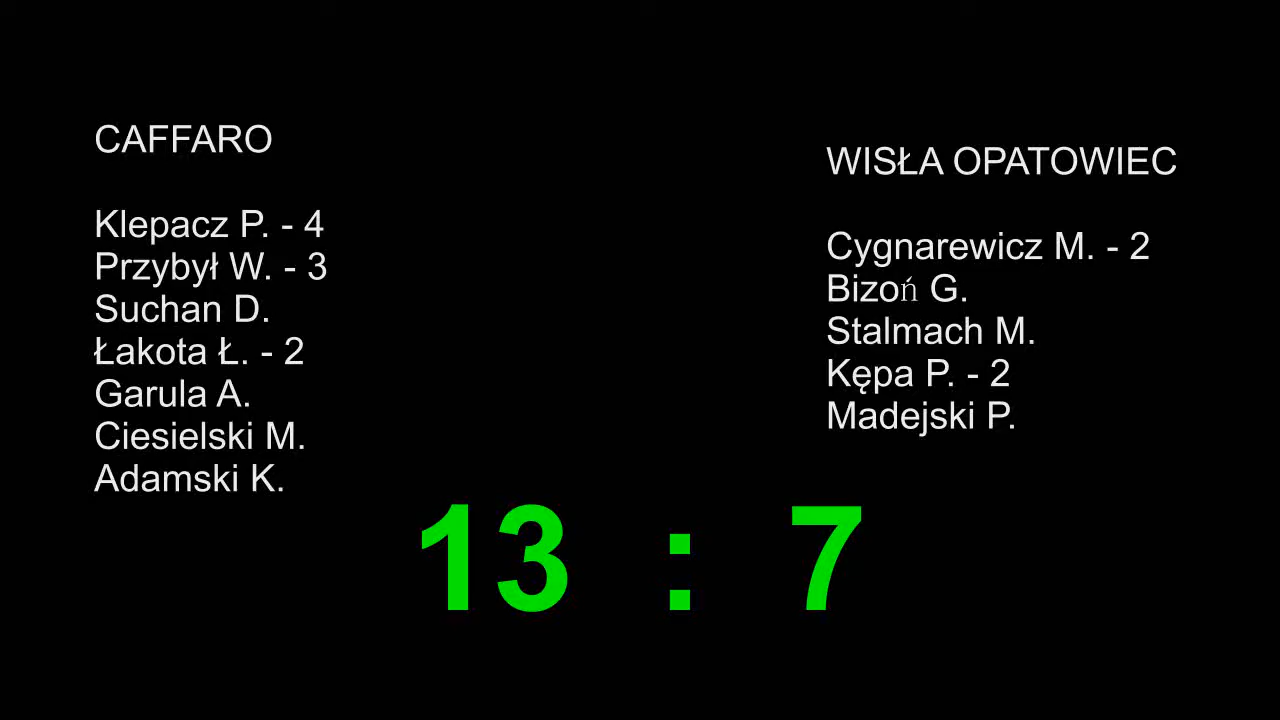 CAFFARO
Klepacz P. - 4
Przybył W. - 3
Suchan D.
Łakota Ł. - 2
Garula A.
Ciesielski M.
Adamski K.
WISŁA OPATOWIEC
Cygnarewicz M. - 2
Bizoń G.
Stalmach M.
Kępa P. - 2
Madejski P.
13 : 7